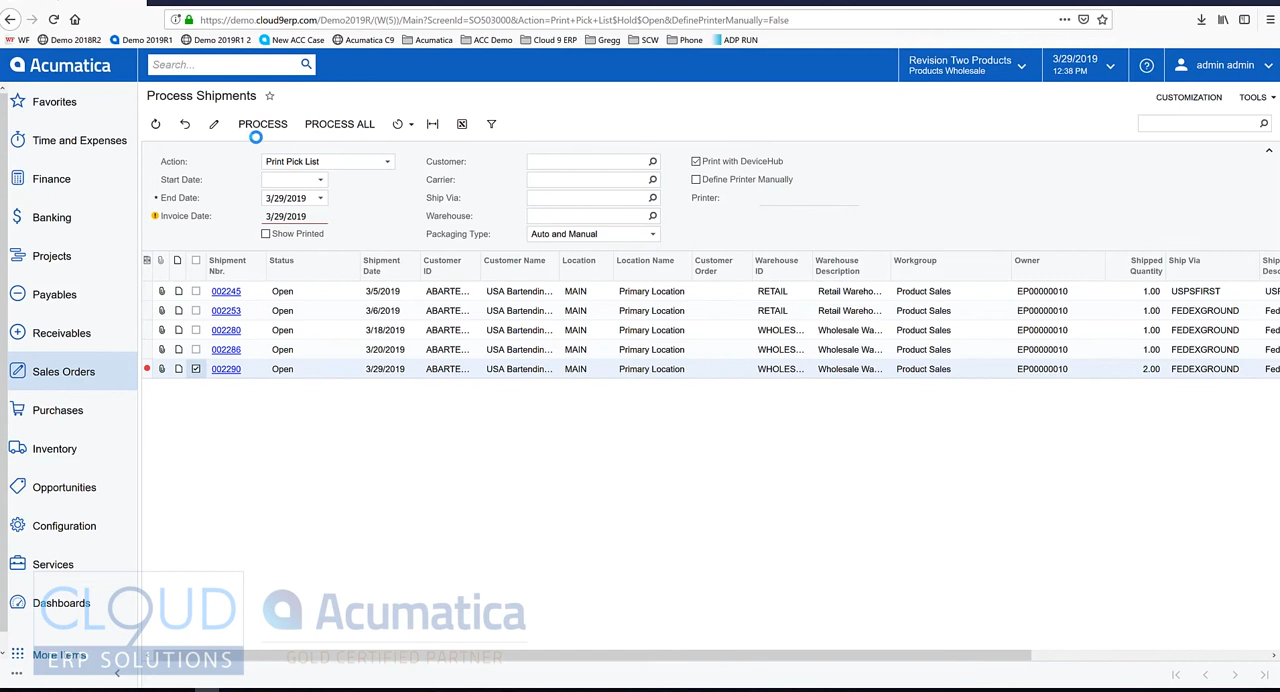 https://demo.cloud9erp.com/Demo2019R/(W(5))/Main?ScreenId=SO503000&Action=Print+Pick+List$Hold$Open&DefinePrinterManually=False
WF Demo 2018R2 Demo 2019R1 Demo 2019R1 2 New ACC Case Acumatica C9 Acumatica ACC Demo Cloud 9 ERP Gregg SCW Phone ADP RUN
Acumatica Search... Revision Two Products Products Wholesale 3/29/2019 12:38 PM admin admin
Process Shipments CUSTOMIZATION TOOLS
PROCESS PROCESS ALL
Action: Print Pick List Customer: Print with DeviceHub
Start Date: Carrier: Define Printer Manually
End Date: 3/29/2019 Ship Via: Printer:
Invoice Date: 3/29/2019 Warehouse:
Show Printed Packaging Type: Auto and Manual
Shipment Nbr. Status Shipment Date Customer ID Customer Name Location Location Name Customer Order Warehouse ID Warehouse Description Workgroup Owner Shipped Quantity Ship Via Ship Desc
002245 Open 3/5/2019 ABARTE... USA Bartendin... MAIN Primary Location RETAIL Retail Wareho... Product Sales EP00000010 1.00 USPSFIRST USPS
002253 Open 3/6/2019 ABARTE... USA Bartendin... MAIN Primary Location RETAIL Retail Wareho... Product Sales EP00000010 1.00 FEDEXGROUND Fed
002280 Open 3/18/2019 ABARTE... USA Bartendin... MAIN Primary Location WHOLES... Wholesale Wa... Product Sales EP00000010 1.00 FEDEXGROUND Fed
002286 Open 3/20/2019 ABARTE... USA Bartendin... MAIN Primary Location WHOLES... Wholesale Wa... Product Sales EP00000010 1.00 FEDEXGROUND Fed
002290 Open 3/29/2019 ABARTE... USA Bartendin... MAIN Primary Location WHOLES... Wholesale Wa... Product Sales EP00000010 2.00 FEDEXGROUND Fed
Favorites
Time and Expenses
Finance
Banking
Projects
Payables
Receivables
Sales Orders
Purchases
Inventory
Opportunities
Configuration
Services
Dashboards
More Items
CLOUD9
ERP SOLUTIONS
Acumatica
GOLD CERTIFIED PARTNER